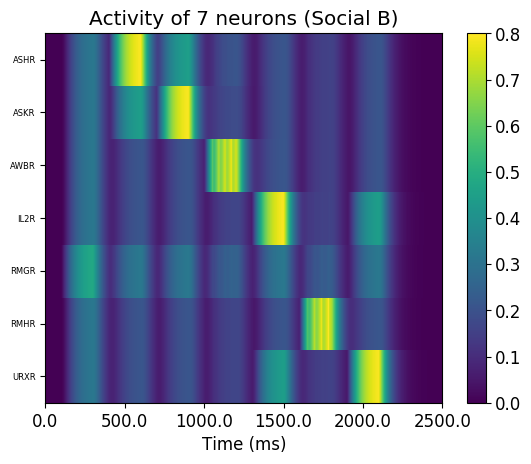 Activity of 7 neurons (Social B)
ASHR
ASKR
AWBR
IL2R
RMGR
RMHR
URXR
0.0 500.0 1000.0 1500.0 2000.0 2500.0
Time (ms)
0.8
0.7
0.6
0.5
0.4
0.3
0.2
0.1
0.0